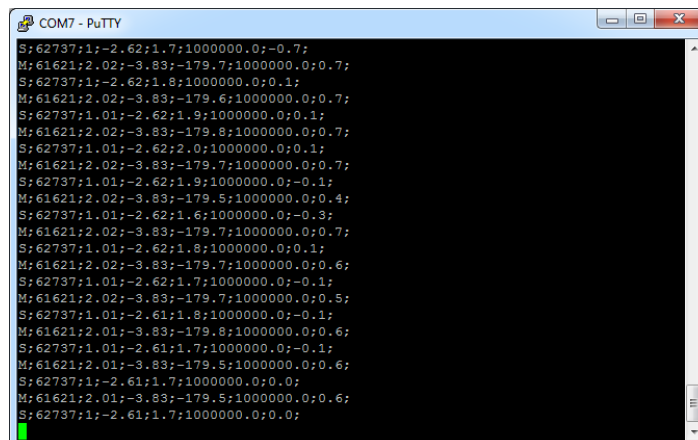 COM7 - PuTTY
S;62737;1;-2.62;1.7;1000000.0;-0.7;
M;61621;2.02;-3.83;-179.7;1000000.0;0.7;
S;62737;1;-2.62;1.8;1000000.0;0.1;
M;61621;2.02;-3.83;-179.6;1000000.0;0.7;
S;62737;1.01;-2.62;1.9;1000000.0;0.1;
M;61621;2.02;-3.83;-179.8;1000000.0;0.7;
S;62737;1.01;-2.62;2.0;1000000.0;0.1;
M;61621;2.02;-3.83;-179.7;1000000.0;0.7;
S;62737;1.01;-2.62;1.9;1000000.0;-0.1;
M;61621;2.02;-3.83;-179.5;1000000.0;0.4;
S;62737;1.01;-2.62;1.6;1000000.0;-0.3;
M;61621;2.02;-3.83;-179.7;1000000.0;0.7;
S;62737;1.01;-2.62;1.8;1000000.0;0.1;
M;61621;2.02;-3.83;-179.7;1000000.0;0.6;
S;62737;1.01;-2.62;1.7;1000000.0;-0.1;
M;61621;2.02;-3.83;-179.7;1000000.0;0.5;
S;62737;1.01;-2.61;1.8;1000000.0;-0.1;
M;61621;2.01;-3.83;-179.8;1000000.0;0.6;
S;62737;1.01;-2.61;1.7;1000000.0;-0.1;
M;61621;2.01;-3.83;-179.5;1000000.0;0.6;
S;62737;1;-2.61;1.7;1000000.0;0.0;
M;61621;2.01;-3.83;-179.5;1000000.0;0.6;
S;62737;1;-2.61;1.7;1000000.0;0.0;